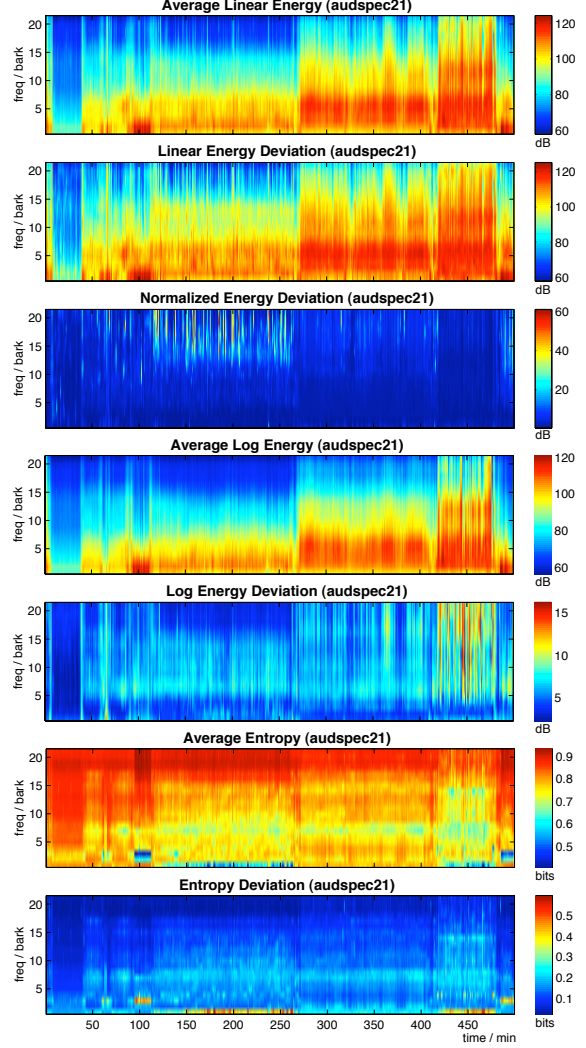 Average Linear Energy (audspec21)
freq / bark
20
15
10
5
120
100
80
60
dB
Linear Energy Deviation (audspec21)
freq / bark
20
15
10
5
120
100
80
60
dB
Normalized Energy Deviation (audspec21)
freq / bark
20
15
10
5
60
40
20
dB
Average Log Energy (audspec21)
freq / bark
20
15
10
5
120
100
80
60
dB
Log Energy Deviation (audspec21)
freq / bark
20
15
10
5
15
10
5
dB
Average Entropy (audspec21)
freq / bark
20
15
10
5
0.9
0.8
0.7
0.6
0.5
bits
Entropy Deviation (audspec21)
freq / bark
20
15
10
5
0.5
0.4
0.3
0.2
0.1
bits
50 100 150 200 250 300 350 400 450
time / min